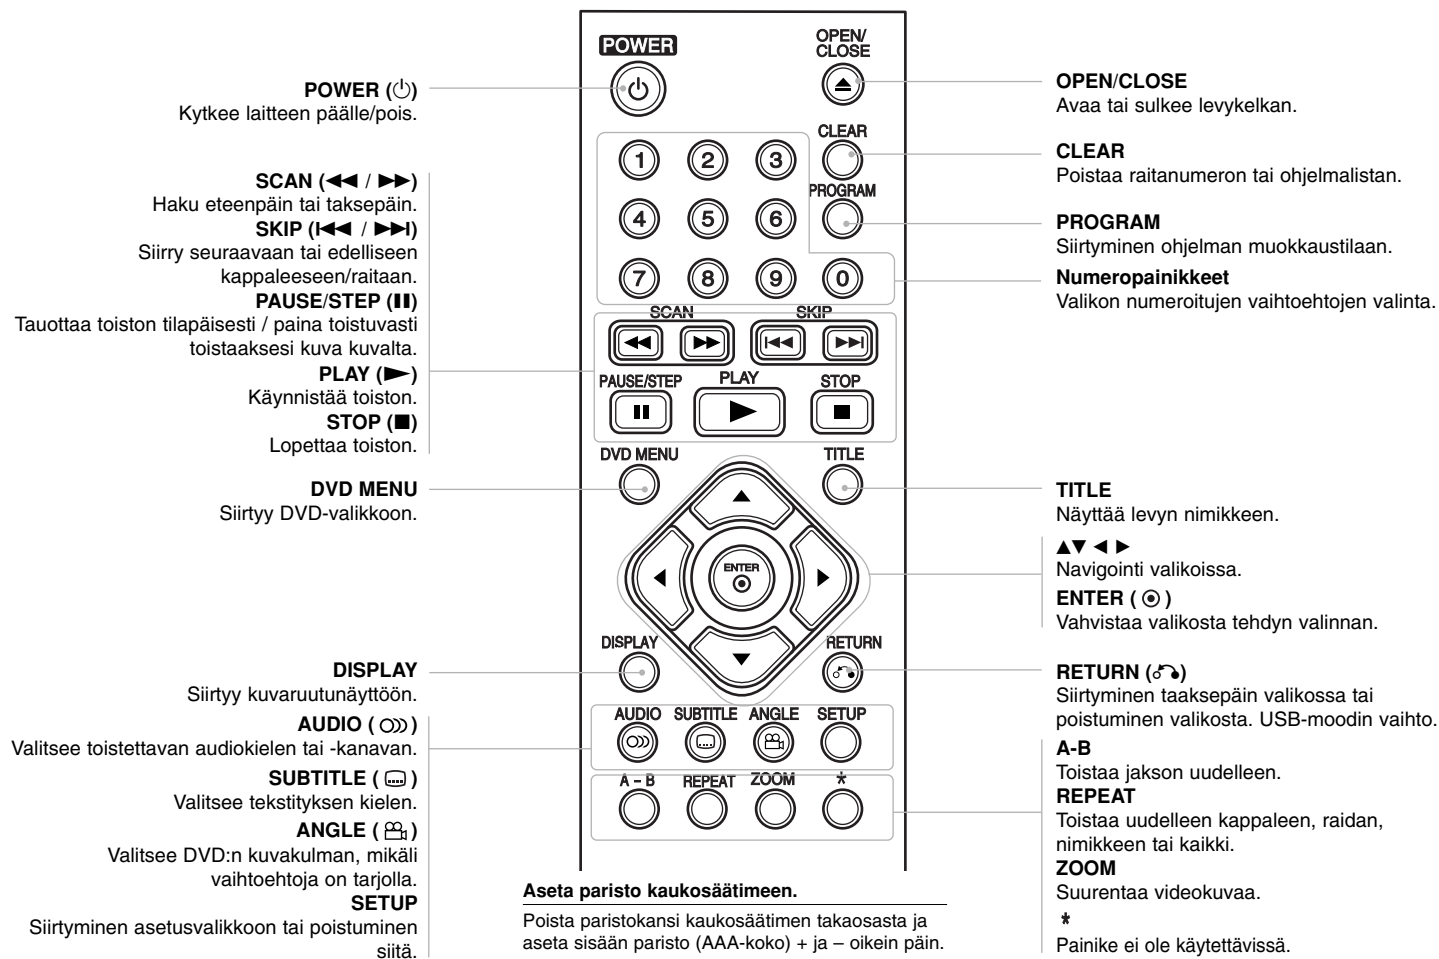 POWER (⏻)
Kytkee laitteen päälle/pois.
SCAN (◀◀ / ▶▶)
Haku eteenpäin tai taksepäin.
SKIP (I◀◀ / ▶▶I)
Siirry seuraavaan tai edelliseen
kappaleeseen/raitaan.
PAUSE/STEP (II)
Tauottaa toiston tilapäisesti / paina toistuvasti
toistaaksesi kuva kuvalta.
PLAY (▶)
Käynnistää toiston.
STOP (■)
Lopettaa toiston.
DVD MENU
Siirtyy DVD-valikkoon.
DISPLAY
Siirtyy kuvaruutunäyttöön.
AUDIO ( O))) )
Valitsee toistettavan audiokielen tai -kanavan.
SUBTITLE ( )
Valitsee tekstityksen kielen.
ANGLE ( )
Valitsee DVD:n kuvakulman, mikäli
vaihtoehtoja on tarjolla.
SETUP
Siirtyminen asetusvalikkoon tai poistuminen
siitä.
POWER
OPEN/
CLOSE
CLEAR
1 2 3
PROGRAM
4 5 6
7 8 9 0
SCAN SKIP
◀◀ ▶▶ I◀◀ ▶▶I
PAUSE/STEP PLAY STOP
II ▶ ■
DVD MENU TITLE
▲
◀ ENTER ▶
◉
▼
DISPLAY RETURN
AUDIO SUBTITLE ANGLE SETUP
A – B REPEAT ZOOM *
Aseta paristo kaukosäätimeen.
Poista paristokansi kaukosäätimen takaosasta ja
aseta sisään paristo (AAA-koko) + ja – oikein päin.
OPEN/CLOSE
Avaa tai sulkee levykelkan.
CLEAR
Poistaa raitanumeron tai ohjelmalistan.
PROGRAM
Siirtyminen ohjelman muokkaustilaan.
Numeropainikkeet
Valikon numeroitujen vaihtoehtojen valinta.
TITLE
Näyttää levyn nimikkeen.
▲▼ ◀ ▶
Navigointi valikoissa.
ENTER ( ◉ )
Vahvistaa valikosta tehdyn valinnan.
RETURN ( )
Siirtyminen taaksepäin valikossa tai
poistuminen valikosta. USB-moodin vaihto.
A-B
Toistaa jakson uudelleen.
REPEAT
Toistaa uudelleen kappaleen, raidan,
nimikkeen tai kaikki.
ZOOM
Suurentaa videokuvaa.
*
Painike ei ole käytettävissä.